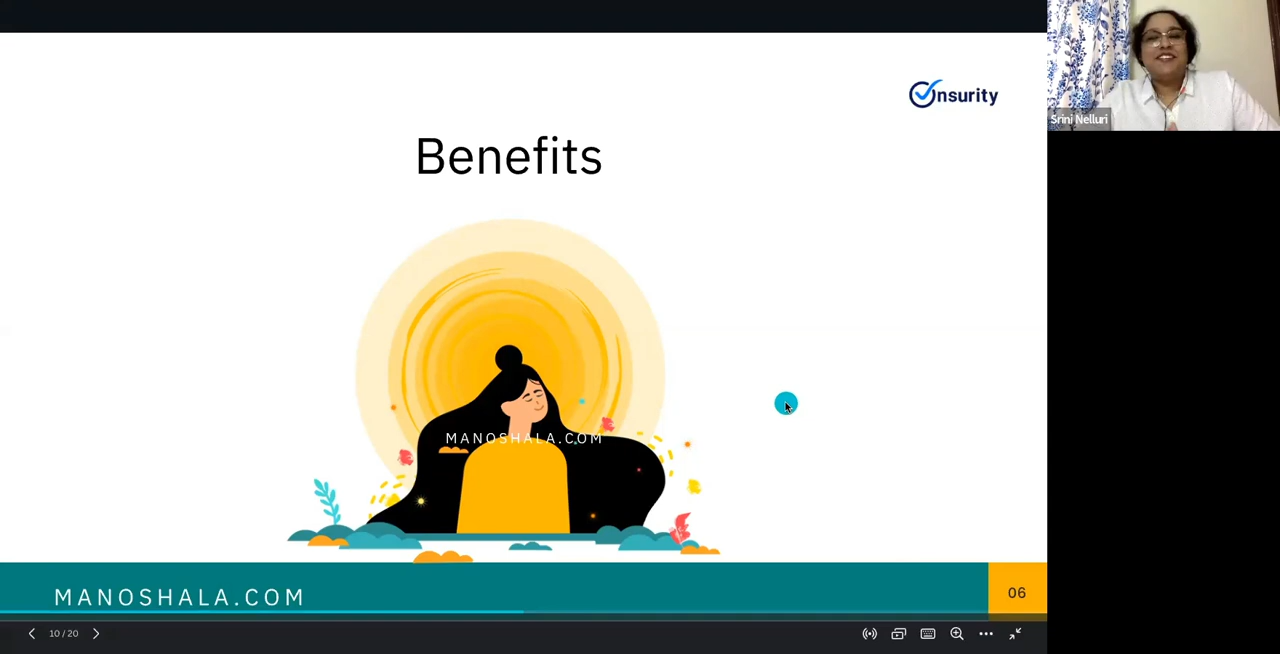 Onsurity
Srini Nelluri
Benefits
MANOSHALA.COM
MANOSHALA.COM
06
10 / 20